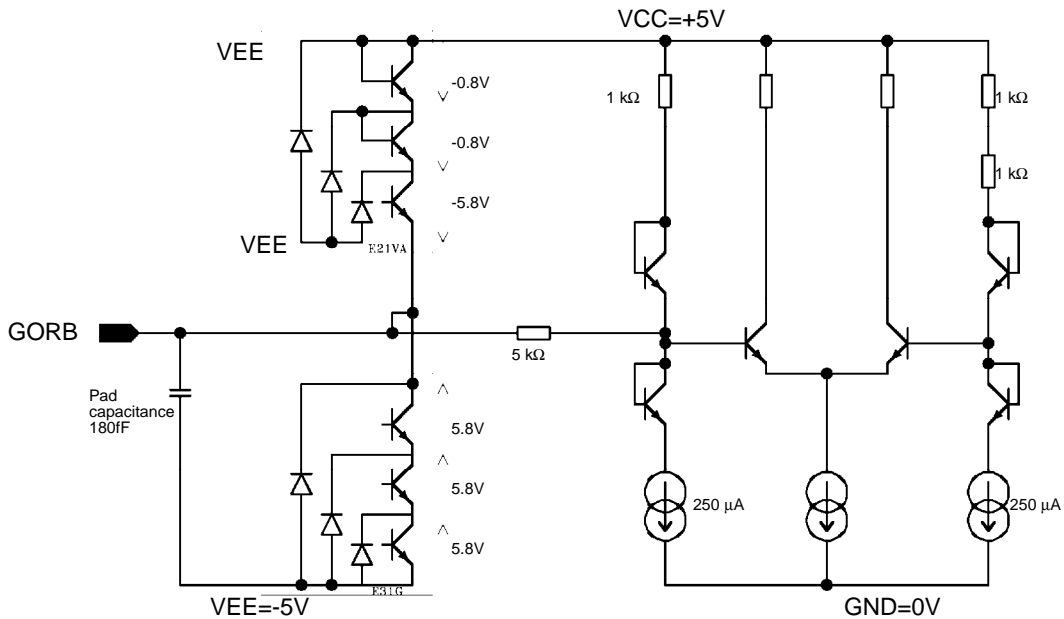 VCC=+5V
VEE
-0.8V
1 kΩ
1 kΩ
-0.8V
1 kΩ
-5.8V
VEE
E21VA
GORB
5 kΩ
Pad
capacitance
180fF
5.8V
5.8V
250 µA
250 µA
5.8V
E31G
VEE=-5V
GND=0V